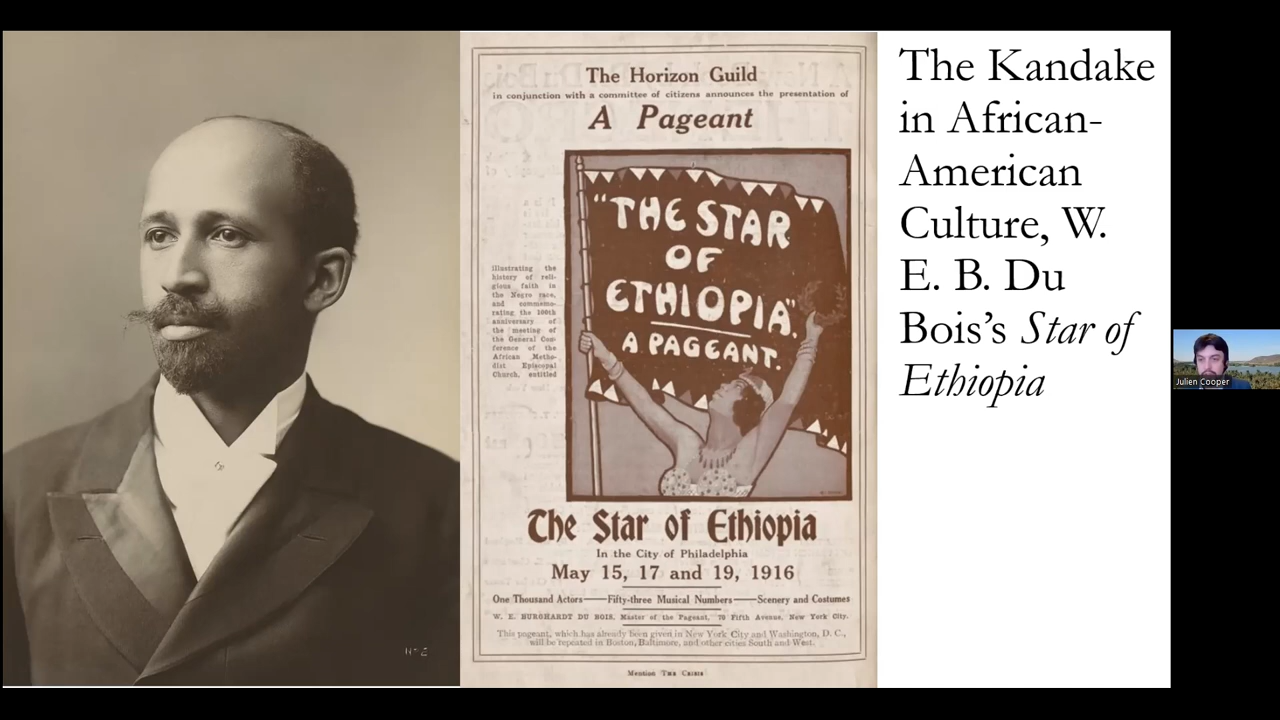 The Horizon Guild
in conjunction with a committee of citizens announces the presentation of
A Pageant
"THE STAR
OF
ETHIOPIA".
A PAGEANT.
Illustrating the
history of reli-
gious faith in
the Negro race,
and commemo-
rating the 100th
anniversary of
the meeting of
the General Con-
ference of the
African Metho-
dist Episcopal
Church, entitled
The Star of Ethiopia
In the City of Philadelphia
May 15, 17 and 19, 1916
One Thousand Actors—Fifty-three Musical Numbers—Scenery and Costumes
W. E. BURGHARDT DU BOIS, Master of the Pageant, 70 Fifth Avenue, New York City.
This pageant, which has already been given in New York City and Washington, D. C.,
will be repeated in Boston, Baltimore, and other cities South and West.
Mention THE CRISIS
The Kandake
in African-
American
Culture, W.
E. B. Du
Bois's Star of
Ethiopia
Julien Cooper